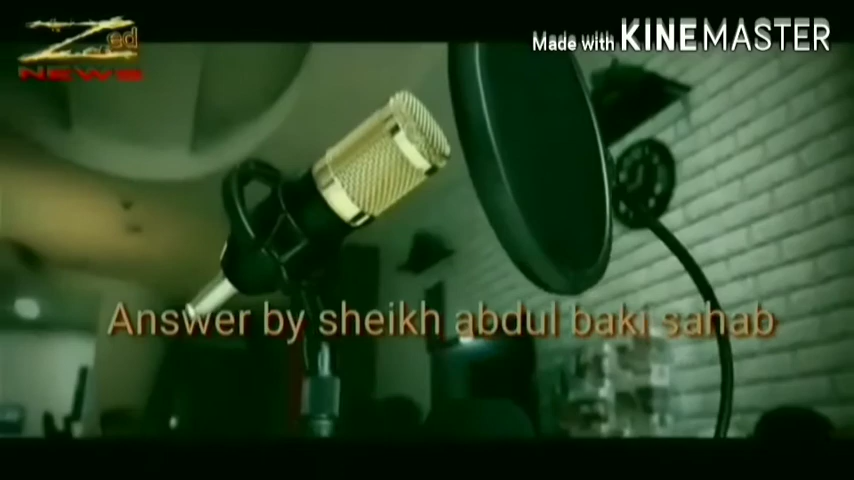 Zed
NEWS
Made with KINEMASTER
Answer by sheikh abdul baki sahab